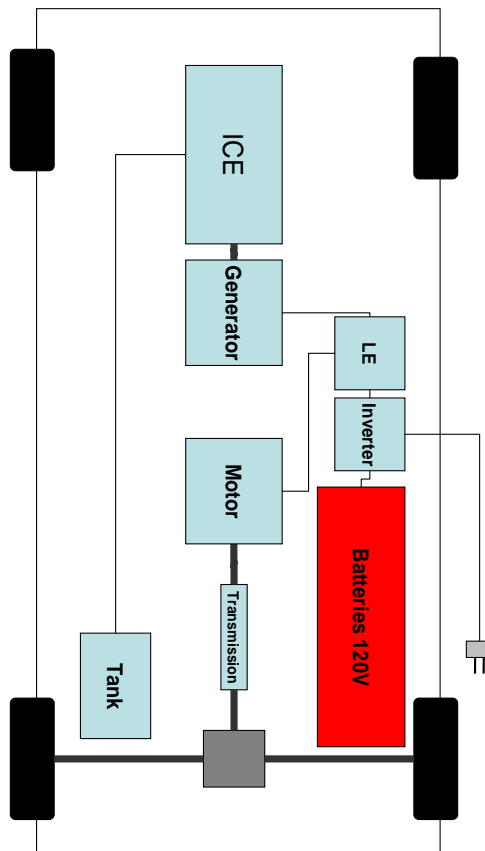 ICE
Generator
LE
Inverter
Motor
Batteries 120V
Transmission
Tank